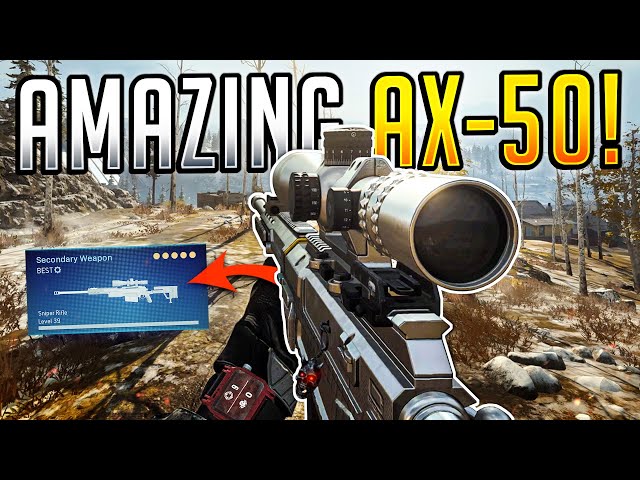 AMAZING AX-50!
Secondary Weapon
BEST
Sniper Rifle
Level 39